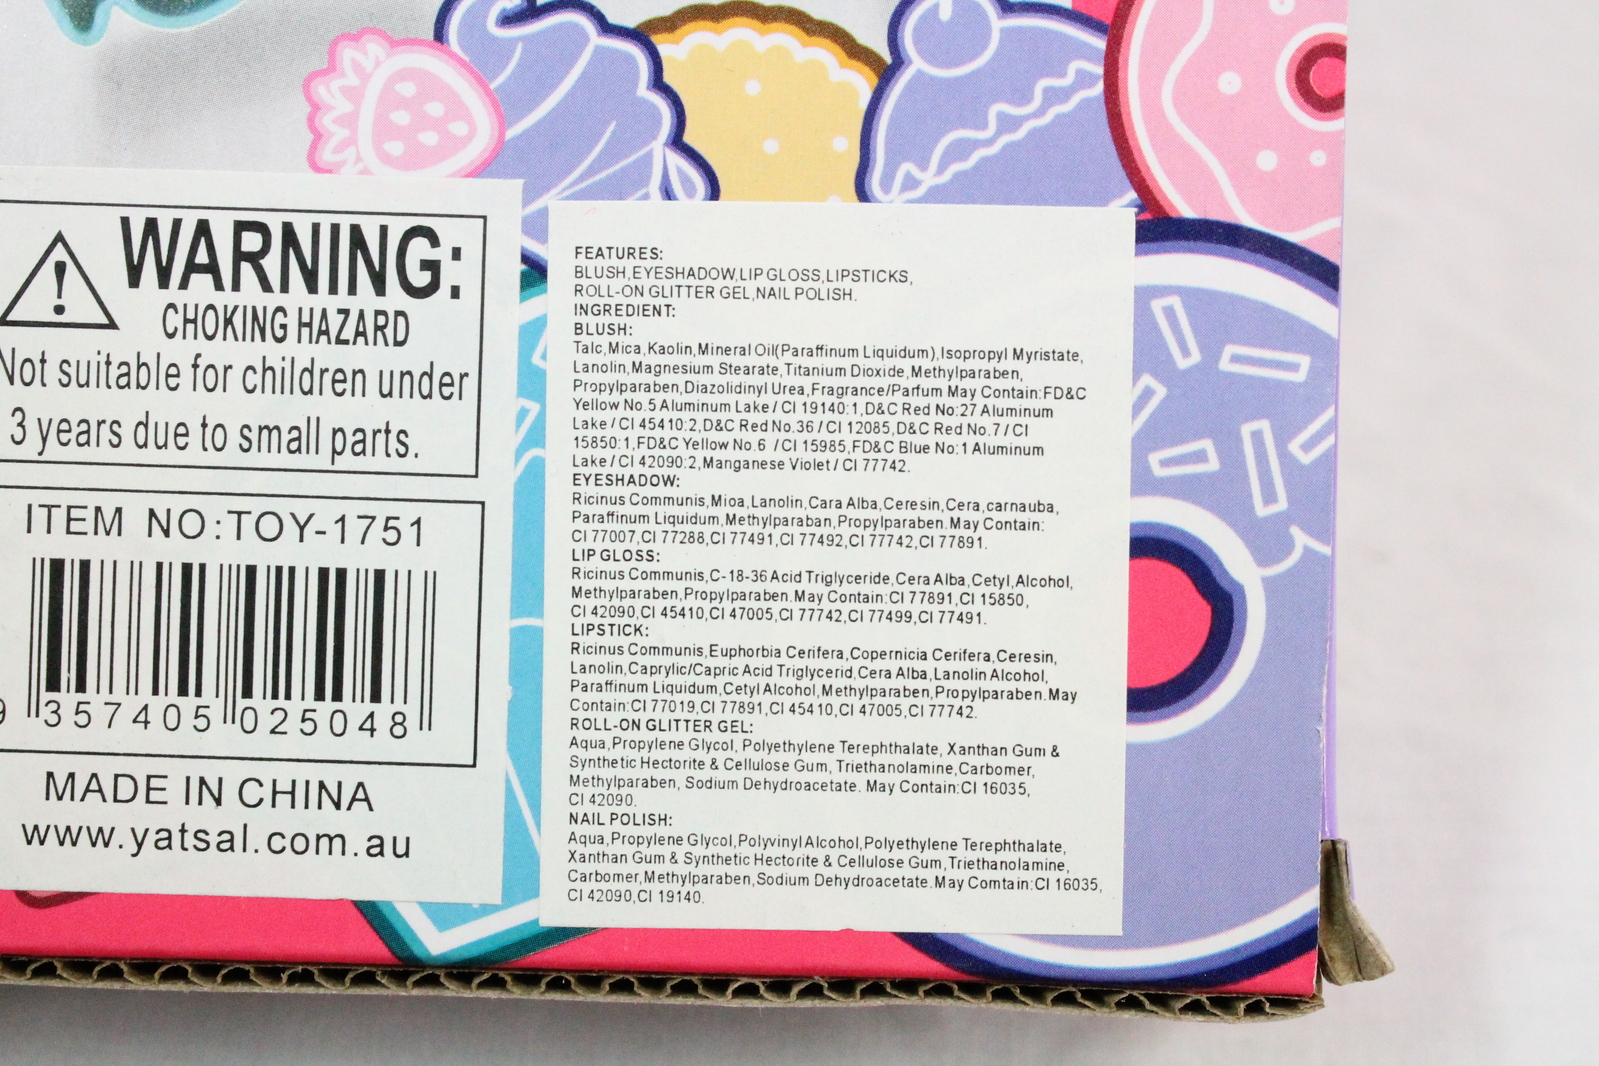 WARNING:
CHOKING HAZARD
Not suitable for children under
3 years due to small parts.
ITEM NO:TOY-1751
9 357405 025048
MADE IN CHINA
www.yatsal.com.au
FEATURES:
BLUSH,EYESHADOW,LIP GLOSS,LIPSTICKS,
ROLL-ON GLITTER GEL,NAIL POLISH.
INGREDIENT:
BLUSH:
Talc,Mica,Kaolin,Mineral Oil(Paraffinum Liquidum),Isopropyl Myristate,
Lanolin,Magnesium Stearate,Titanium Dioxide,Methylparaben,
Propylparaben,Diazolidinyl Urea,Fragrance/Parfum May Contain:FD&C
Yellow No.5 Aluminum Lake / CI 19140:1,D&C Red No:27 Aluminum
Lake / CI 45410:2,D&C Red No.36 / CI 12085,D&C Red No.7 / CI
15850:1,FD&C Yellow No.6 / CI 15985,FD&C Blue No:1 Aluminum
Lake / CI 42090:2,Manganese Violet / CI 77742.
EYESHADOW:
Ricinus Communis,Mioa,Lanolin,Cara Alba,Ceresin,Cera,carnauba,
Paraffinum Liquidum,Methylparaban,Propylparaben.May Contain:
CI 77007,CI 77288,CI 77491,CI 77492,CI 77742,CI 77891.
LIP GLOSS:
Ricinus Communis,C-18-36 Acid Triglyceride,Cera Alba,Cetyl,Alcohol,
Methylparaben,Propylparaben.May Contain:CI 77891,CI 15850,
CI 42090,CI 45410,CI 47005,CI 77742,CI 77499,CI 77491.
LIPSTICK:
Ricinus Communis,Euphorbia Cerifera,Copernicia Cerifera,Ceresin,
Lanolin,Caprylic/Capric Acid Triglycerid,Cera Alba,Lanolin Alcohol,
Paraffinum Liquidum,Cetyl Alcohol,Methylparaben,Propylparaben.May
Contain:CI 77019,CI 77891,CI 45410,CI 47005,CI 77742.
ROLL-ON GLITTER GEL:
Aqua,Propylene Glycol, Polyethylene Terephthalate, Xanthan Gum &
Synthetic Hectorite & Cellulose Gum, Triethanolamine,Carbomer,
Methylparaben, Sodium Dehydroacetate. May Contain:CI 16035,
CI 42090.
NAIL POLISH:
Aqua,Propylene Glycol,Polyvinyl Alcohol,Polyethylene Terephthalate,
Xanthan Gum & Synthetic Hectorite & Cellulose Gum,Triethanolamine,
Carbomer,Methylparaben,Sodium Dehydroacetate.May Comtain:CI 16035,
CI 42090,CI 19140.